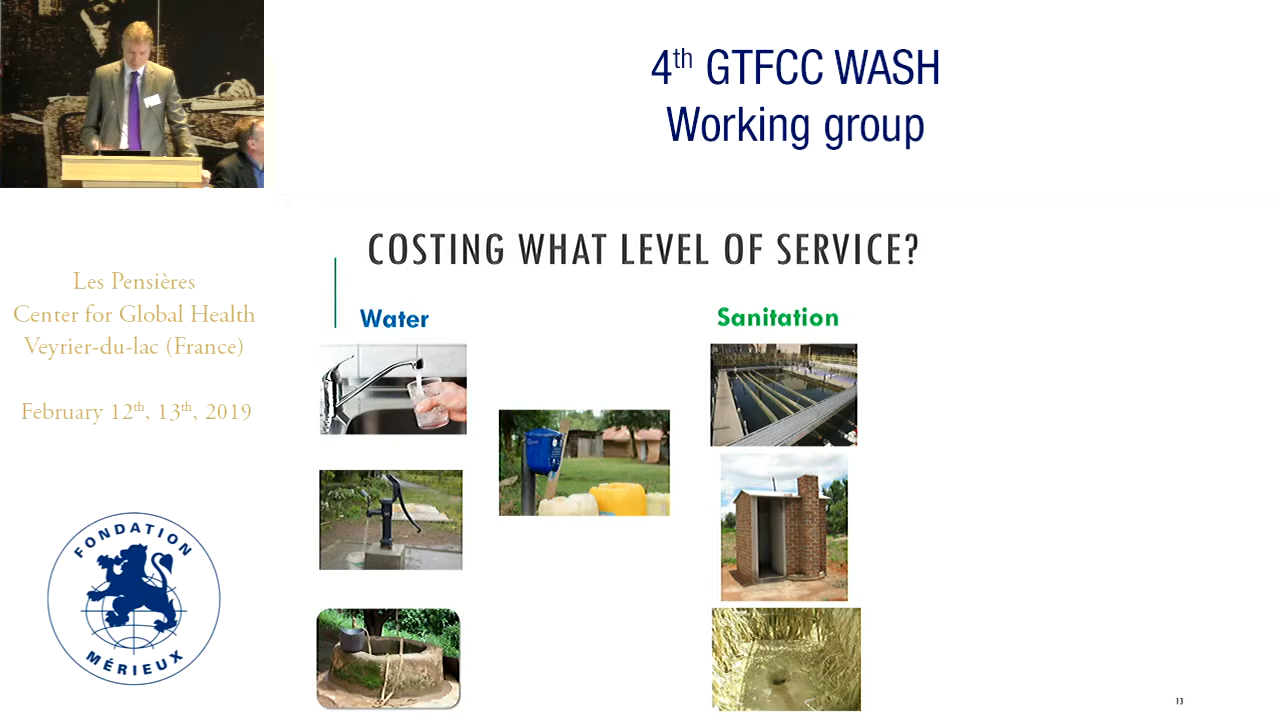 4th GTFCC WASH
Working group
COSTING WHAT LEVEL OF SERVICE?
Water
Sanitation
Les Pensières
Center for Global Health
Veyrier-du-lac (France)
February 12th, 13th, 2019
FONDATION
MÉRIEUX
13